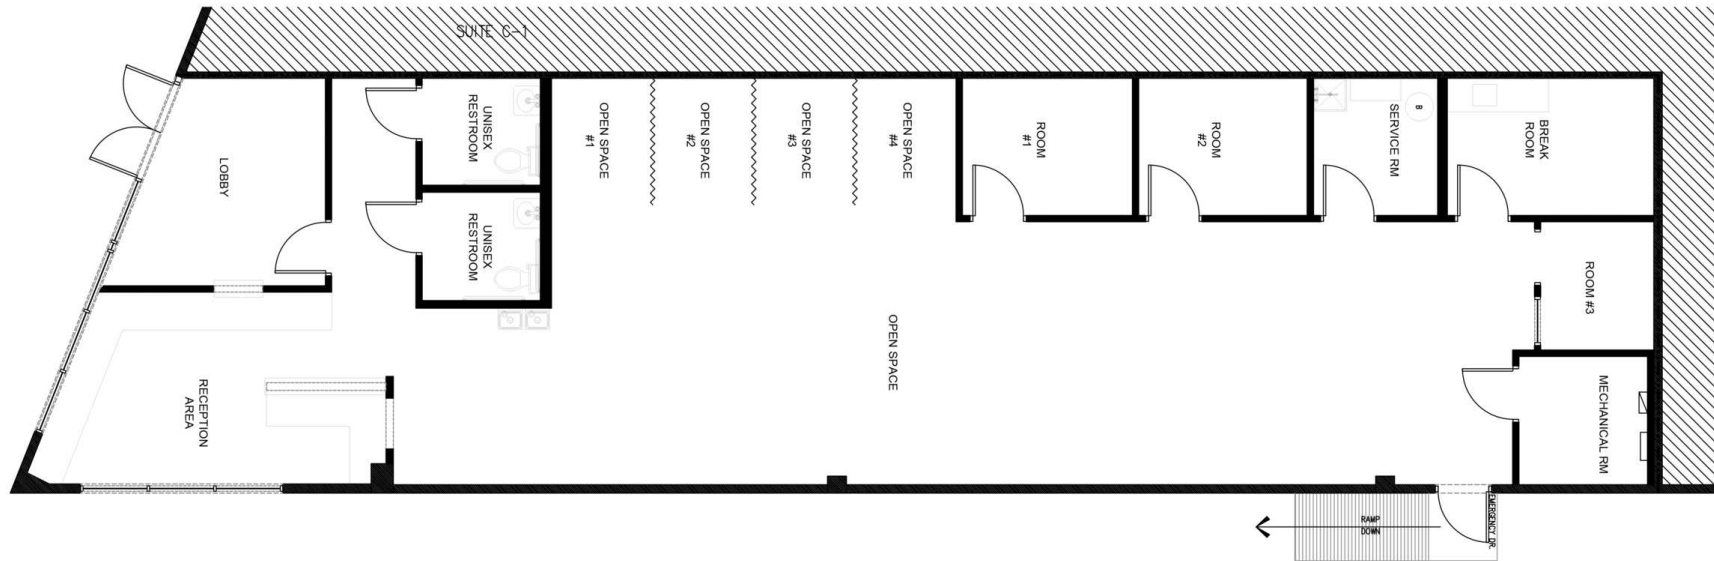 SUITE C-1
LOBBY
UNISEX
RESTROOM
UNISEX
RESTROOM
OPEN SPACE
#1
OPEN SPACE
#2
OPEN SPACE
#3
OPEN SPACE
#4
ROOM
#1
ROOM
#2
SERVICE RM
B
BREAK
ROOM
ROOM #3
OPEN SPACE
RECEPTION
AREA
MECHANICAL RM
RAMP
DOWN
EMERGENCY DR.